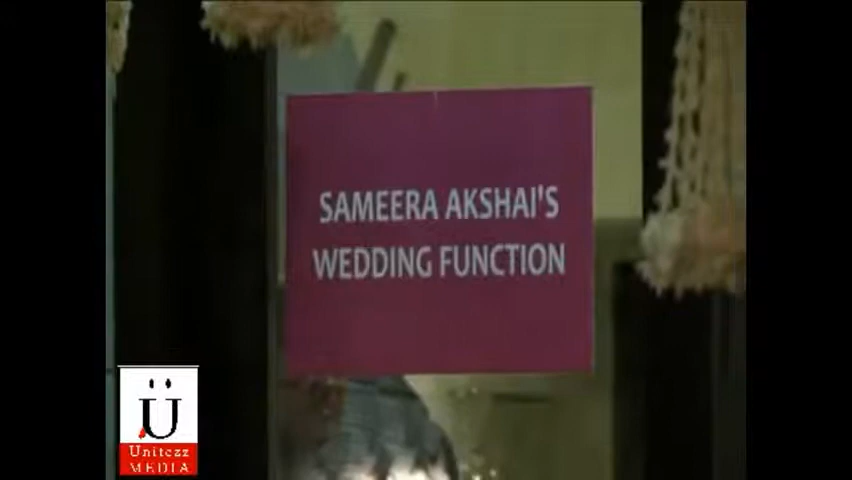 SAMEERA AKSHAI'S
WEDDING FUNCTION
Ü
Unitezz
MEDIA